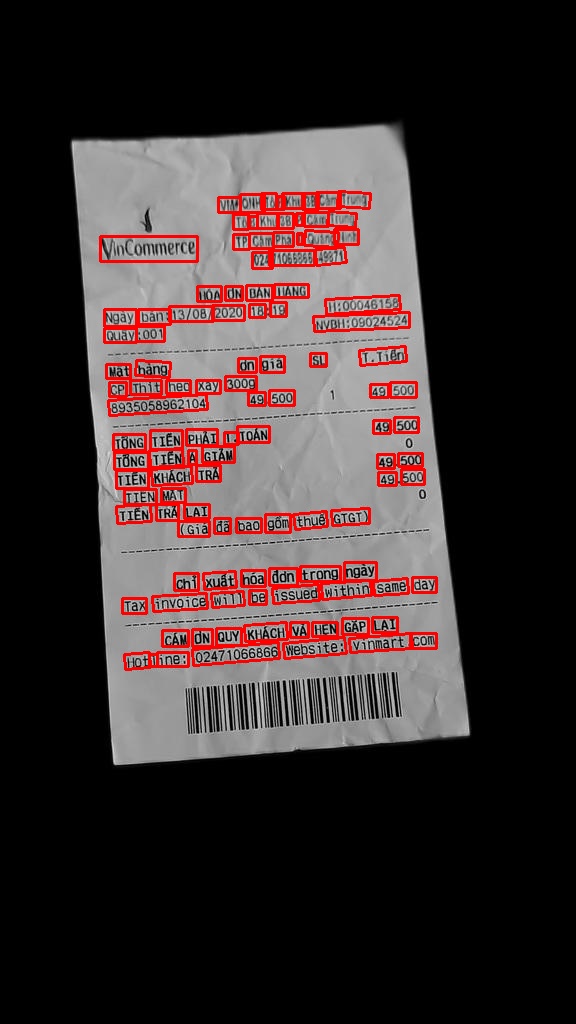 VinCommerce
VM+ QNH Tổ 3 Khu 3B Cẩm Trung
Tổ 3 Khu 3B P. Cẩm Trung
TP Cẩm Phả Quảng Ninh
02471066866 49871
HÓA ĐƠN BÁN HÀNG
Ngày bán:13/08/2020 18:19 H:00046158
Quầy:001 NVBH:09024524
Mặt hàng Đơn giá SL T.Tiền
CP Thịt heo xay 300g
8935058962104 49.500 1 49.500
TỔNG TIỀN PHẢI T.TOÁN 49.500
TỔNG TIỀN ĐÃ GIẢM 0
TIỀN KHÁCH TRẢ 49.500
TIỀN MẶT 49.500
TIỀN TRẢ LẠI 0
(Giá đã bao gồm thuế GTGT)
Chỉ xuất hóa đơn trong ngày
Tax invoice will be issued within same day
CẢM ƠN QUÝ KHÁCH VÀ HẸN GẶP LẠI
Hotline: 02471066866 Website: vinmart.com